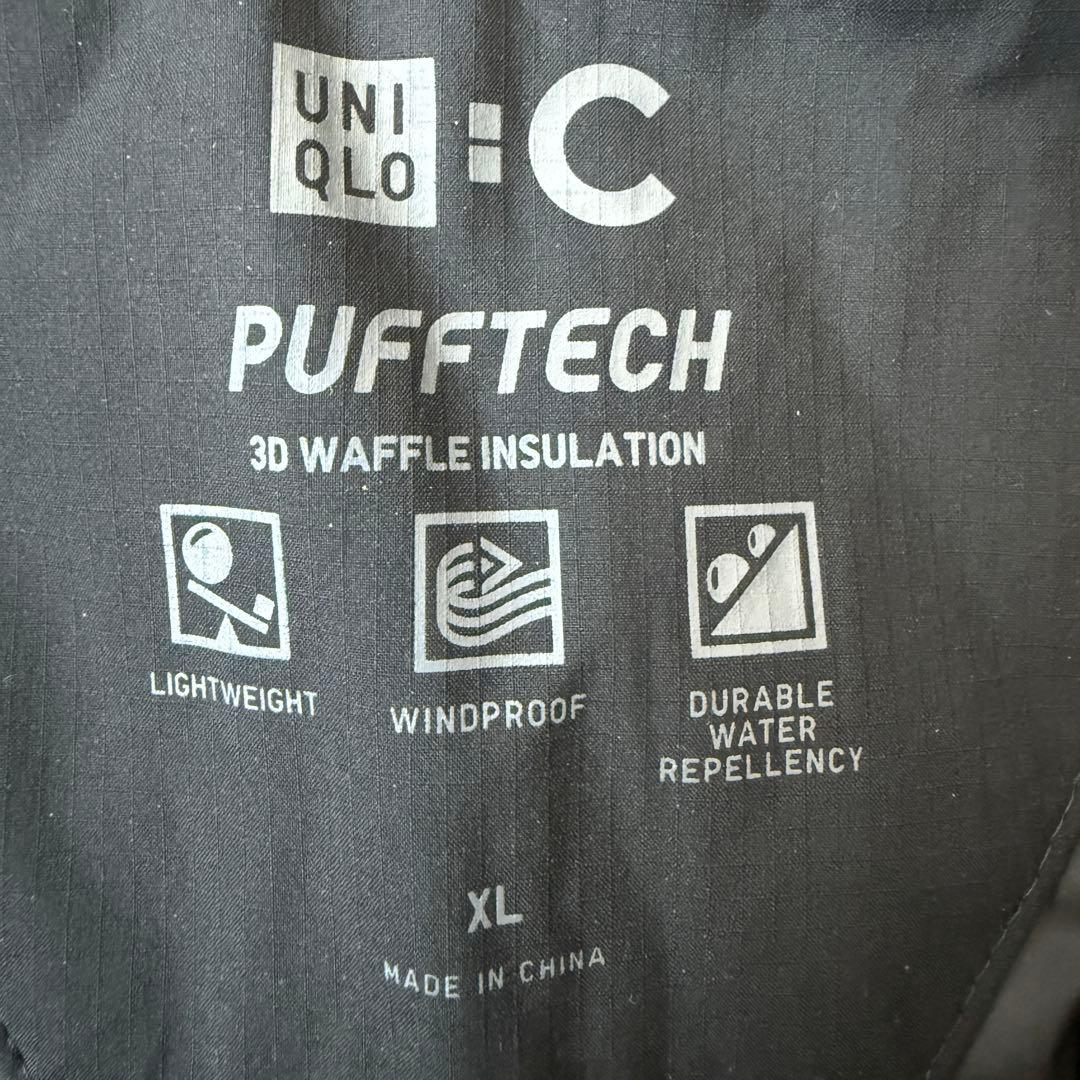 UNI
QLO
: C
PUFFTECH
3D WAFFLE INSULATION
LIGHTWEIGHT
WINDPROOF
DURABLE
WATER
REPELLENCY
XL
MADE IN CHINA